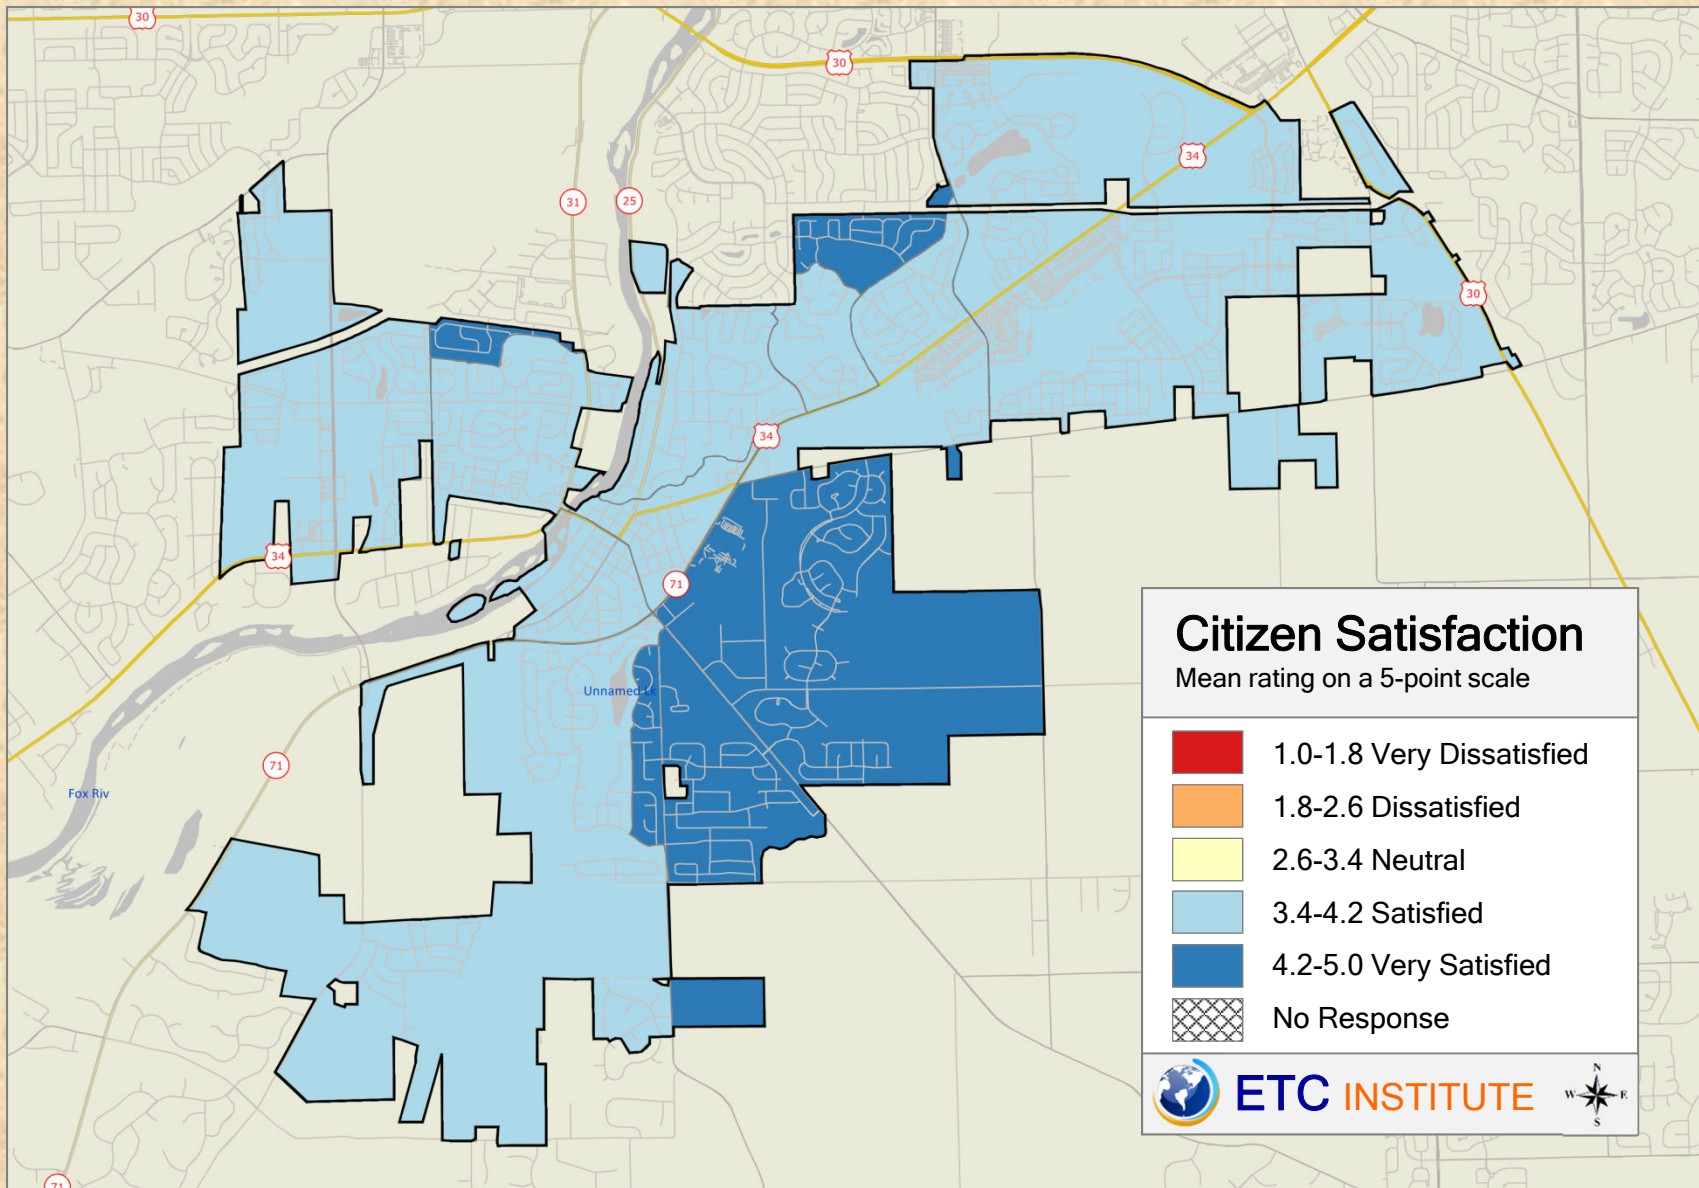 30
30
34
31
25
30
34
34
71
Unnamed Lk
71
Fox Riv
71
Citizen Satisfaction
Mean rating on a 5-point scale
1.0-1.8 Very Dissatisfied
1.8-2.6 Dissatisfied
2.6-3.4 Neutral
3.4-4.2 Satisfied
4.2-5.0 Very Satisfied
No Response
ETC INSTITUTE
N
W E
S